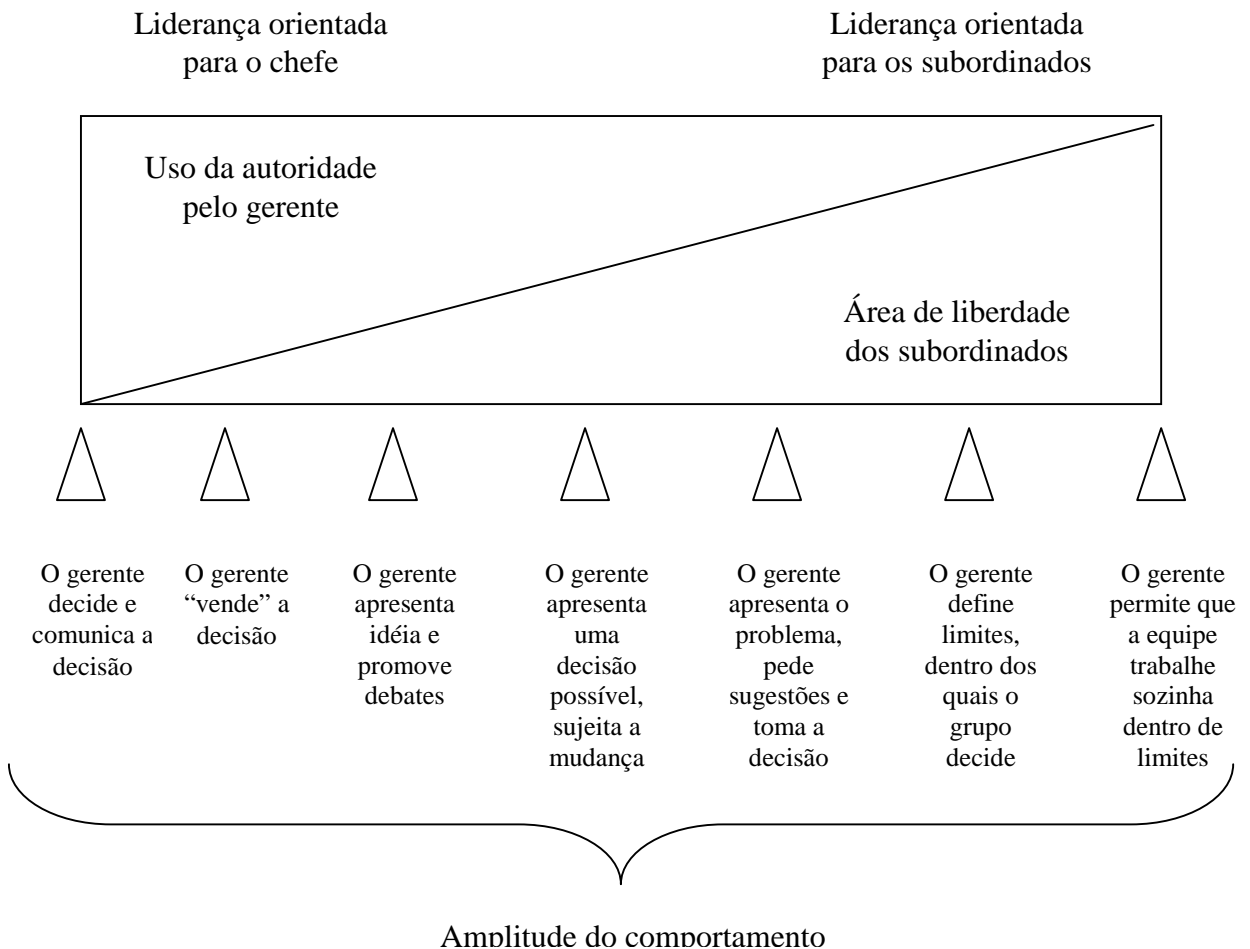 Liderança orientada
para o chefe
Liderança orientada
para os subordinados
Uso da autoridade
pelo gerente
Área de liberdade
dos subordinados
O gerente
decide e
comunica a
decisão
O gerente
“vende” a
decisão
O gerente
apresenta
idéia e
promove
debates
O gerente
apresenta
uma
decisão
possível,
sujeita a
mudança
O gerente
apresenta o
problema,
pede
sugestões e
toma a
decisão
O gerente
define
limites,
dentro dos
quais o
grupo
decide
O gerente
permite que
a equipe
trabalhe
sozinha
dentro de
limites
Amplitude do comportamento